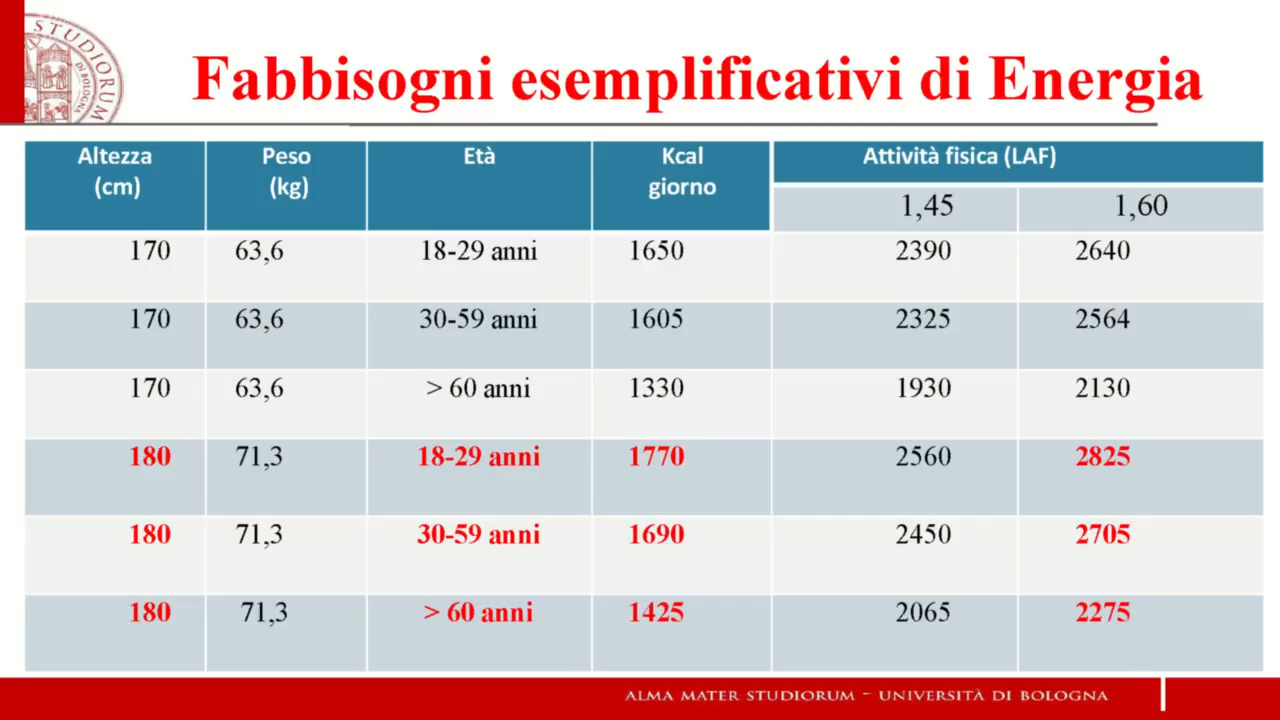 STUDIORUM
DI BOLOGNA
Fabbisogni esemplificativi di Energia
Altezza (cm) Peso (kg) Età Kcal giorno Attività fisica (LAF)
1,45 1,60
170 63,6 18-29 anni 1650 2390 2640
170 63,6 30-59 anni 1605 2325 2564
170 63,6 > 60 anni 1330 1930 2130
180 71,3 18-29 anni 1770 2560 2825
180 71,3 30-59 anni 1690 2450 2705
180 71,3 > 60 anni 1425 2065 2275
ALMA MATER STUDIORUM - UNIVERSITÀ DI BOLOGNA